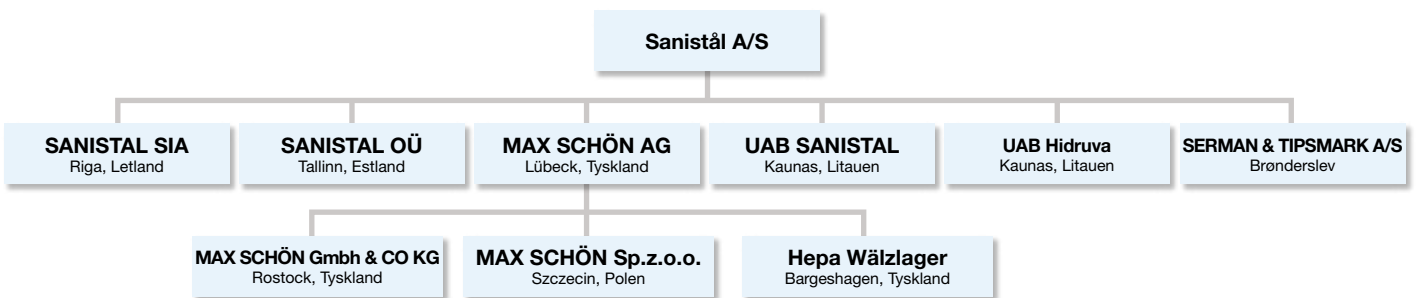 Sanistål A/S
SANISTAL SIA
Riga, Letland
SANISTAL OÜ
Tallinn, Estland
MAX SCHÖN AG
Lübeck, Tyskland
UAB SANISTAL
Kaunas, Litauen
UAB Hidruva
Kaunas, Litauen
SERMAN & TIPSMARK A/S
Brønderslev
MAX SCHÖN Gmbh & CO KG
Rostock, Tyskland
MAX SCHÖN Sp.z.o.o.
Szczecin, Polen
Hepa Wälzlager
Bargeshagen, Tyskland